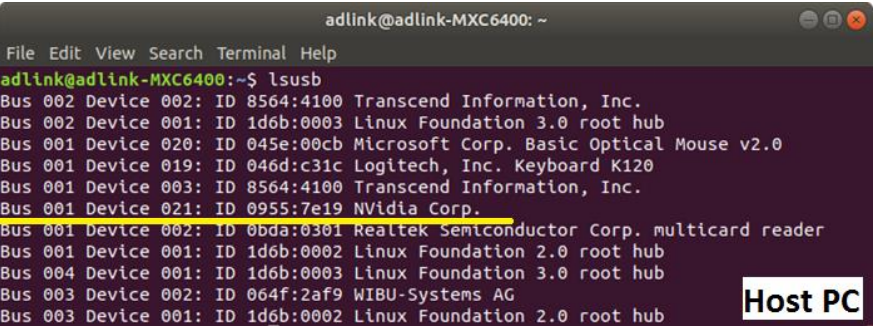 adlink@adlink-MXC6400: ~
File Edit View Search Terminal Help
adlink@adlink-MXC6400:~$ lsusb
Bus 002 Device 002: ID 8564:4100 Transcend Information, Inc.
Bus 002 Device 001: ID 1d6b:0003 Linux Foundation 3.0 root hub
Bus 001 Device 020: ID 045e:00cb Microsoft Corp. Basic Optical Mouse v2.0
Bus 001 Device 019: ID 046d:c31c Logitech, Inc. Keyboard K120
Bus 001 Device 003: ID 8564:4100 Transcend Information, Inc.
Bus 001 Device 021: ID 0955:7e19 NVidia Corp.
Bus 001 Device 002: ID 0bda:0301 Realtek Semiconductor Corp. multicard reader
Bus 001 Device 001: ID 1d6b:0002 Linux Foundation 2.0 root hub
Bus 004 Device 001: ID 1d6b:0003 Linux Foundation 3.0 root hub
Bus 003 Device 002: ID 064f:2af9 WIBU-Systems AG
Bus 003 Device 001: ID 1d6b:0002 Linux Foundation 2.0 root hub
Host PC